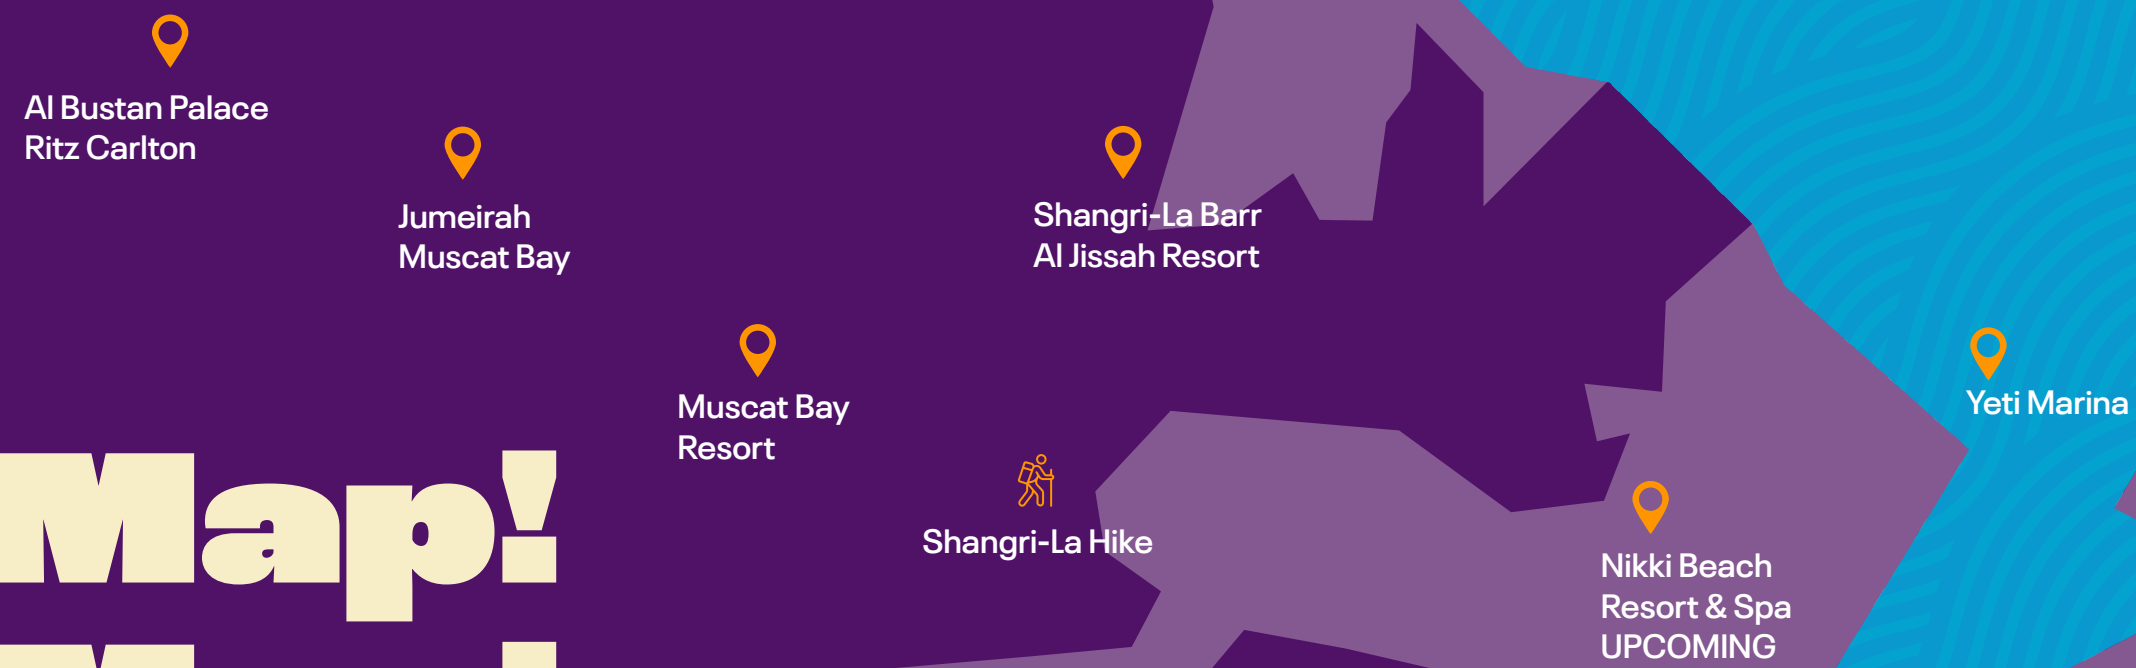 Al Bustan Palace
Ritz Carlton
Jumeirah
Muscat Bay
Shangri-La Barr
Al Jissah Resort
Muscat Bay
Resort
Yeti Marina
Map!
Shangri-La Hike
Nikki Beach
Resort & Spa
UPCOMING